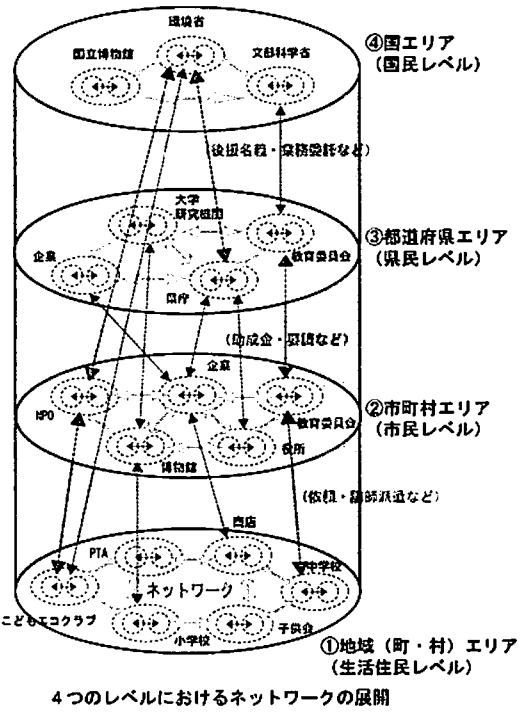 環境省
国立博物館
文部科学省
④国エリア
(国民レベル)
(後援名義・業務委託など)
大学
研究機関
企業
教育委員会
県庁
③都道府県エリア
(県民レベル)
(助成金・
など)
企業
NPO
教育委員会
博物館
役所
②市町村エリア
(市民レベル)
(依頼・講師派遣など)
商店
PTA
中学校
ネットワーク
こどもエコクラブ
小学校
子供会
①地域(町・村)エリア
(生活住民レベル)
4つのレベルにおけるネットワークの展開